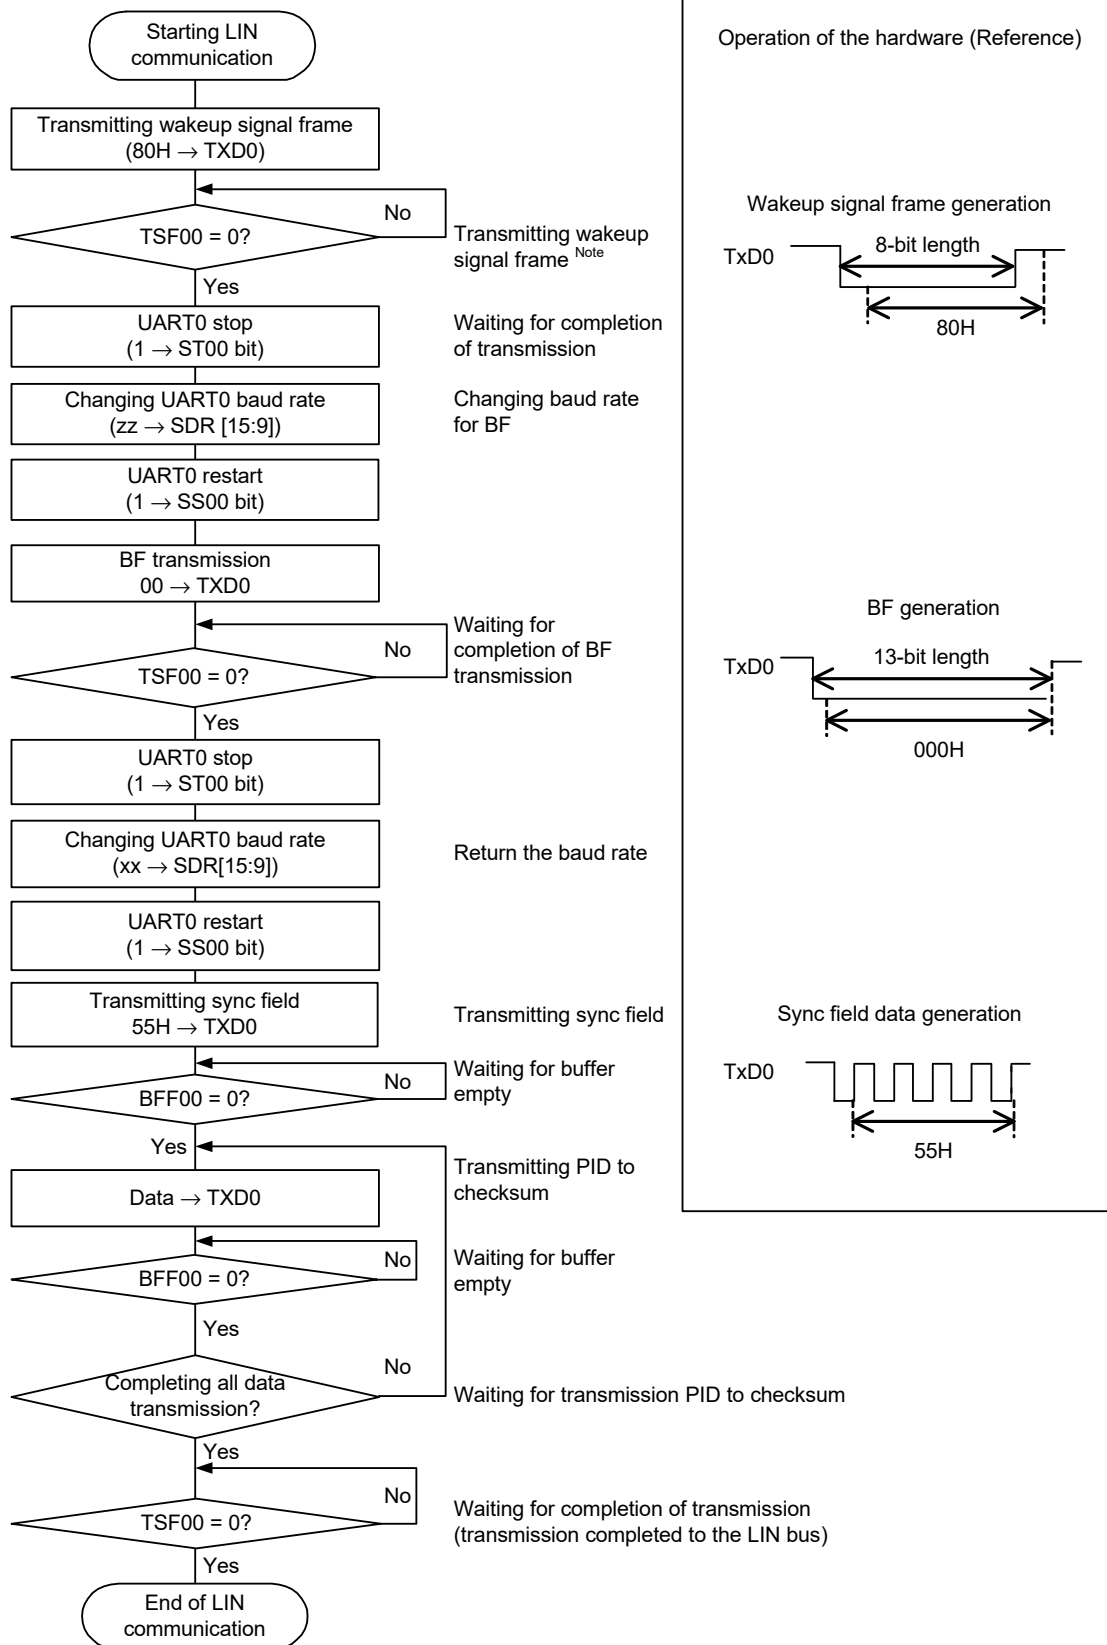 Starting LIN
communication
Transmitting wakeup signal frame
(80H → TXD0)
No
TSF00 = 0?
Transmitting wakeup
signal frame Note
Yes
UART0 stop
(1 → ST00 bit)
Waiting for completion
of transmission
Changing UART0 baud rate
(zz → SDR [15:9])
Changing baud rate
for BF
UART0 restart
(1 → SS00 bit)
BF transmission
00 → TXD0
No
TSF00 = 0?
Waiting for
completion of BF
transmission
Yes
UART0 stop
(1 → ST00 bit)
Changing UART0 baud rate
(xx → SDR[15:9])
Return the baud rate
UART0 restart
(1 → SS00 bit)
Transmitting sync field
55H → TXD0
Transmitting sync field
No
BFF00 = 0?
Waiting for buffer
empty
Yes
Data → TXD0
Transmitting PID to
checksum
No
BFF00 = 0?
Waiting for buffer
empty
Yes
No
Completing all data
transmission?
Waiting for transmission PID to checksum
Yes
No
TSF00 = 0?
Waiting for completion of transmission
(transmission completed to the LIN bus)
Yes
End of LIN
communication
Operation of the hardware (Reference)
Wakeup signal frame generation
TxD0
8-bit length
80H
BF generation
TxD0
13-bit length
000H
Sync field data generation
TxD0
55H